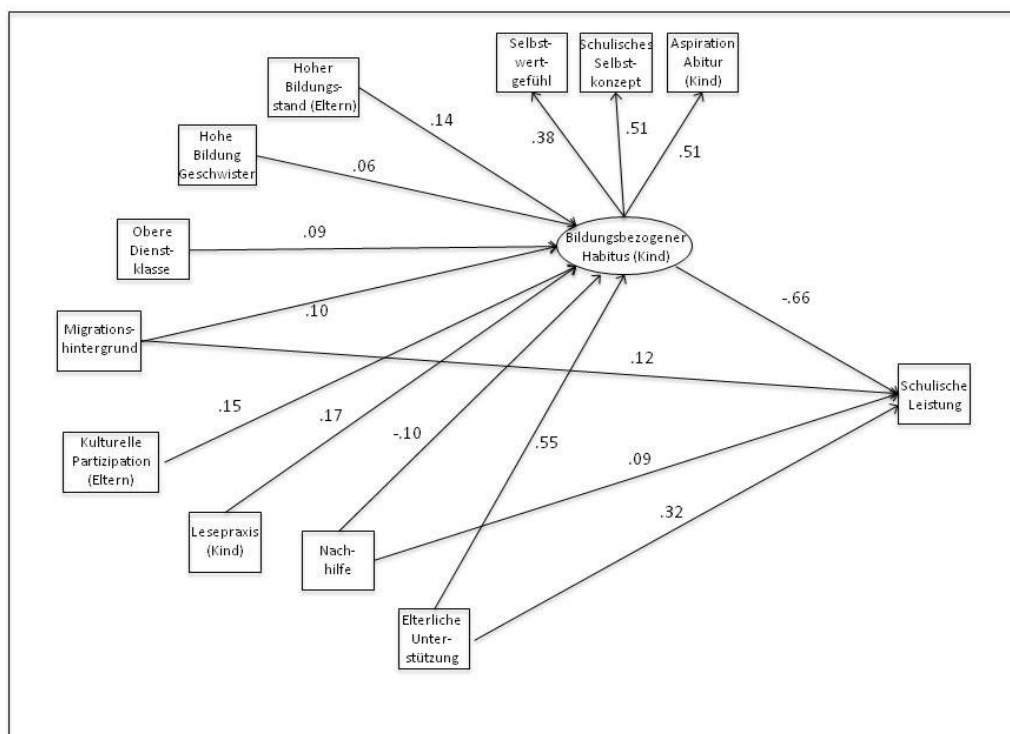 Selbst-
wert-
gefühl
Schulisches
Selbst-
konzept
Aspiration
Abitur
(Kind)
Hoher
Bildungs-
stand (Eltern)
.14
.38
.51
.51
Hohe
Bildung
Geschwister
.06
Obere
Dienst-
klasse
.09
Bildungsbezogener
Habitus (Kind)
-.66
Migrations-
hintergrund
.10
.12
Schulische
Leistung
Kulturelle
Partizipation
(Eltern)
.15
.17
-.10
.55
.09
.32
Lesepraxis
(Kind)
Nach-
hilfe
Elterliche
Unter-
stützung